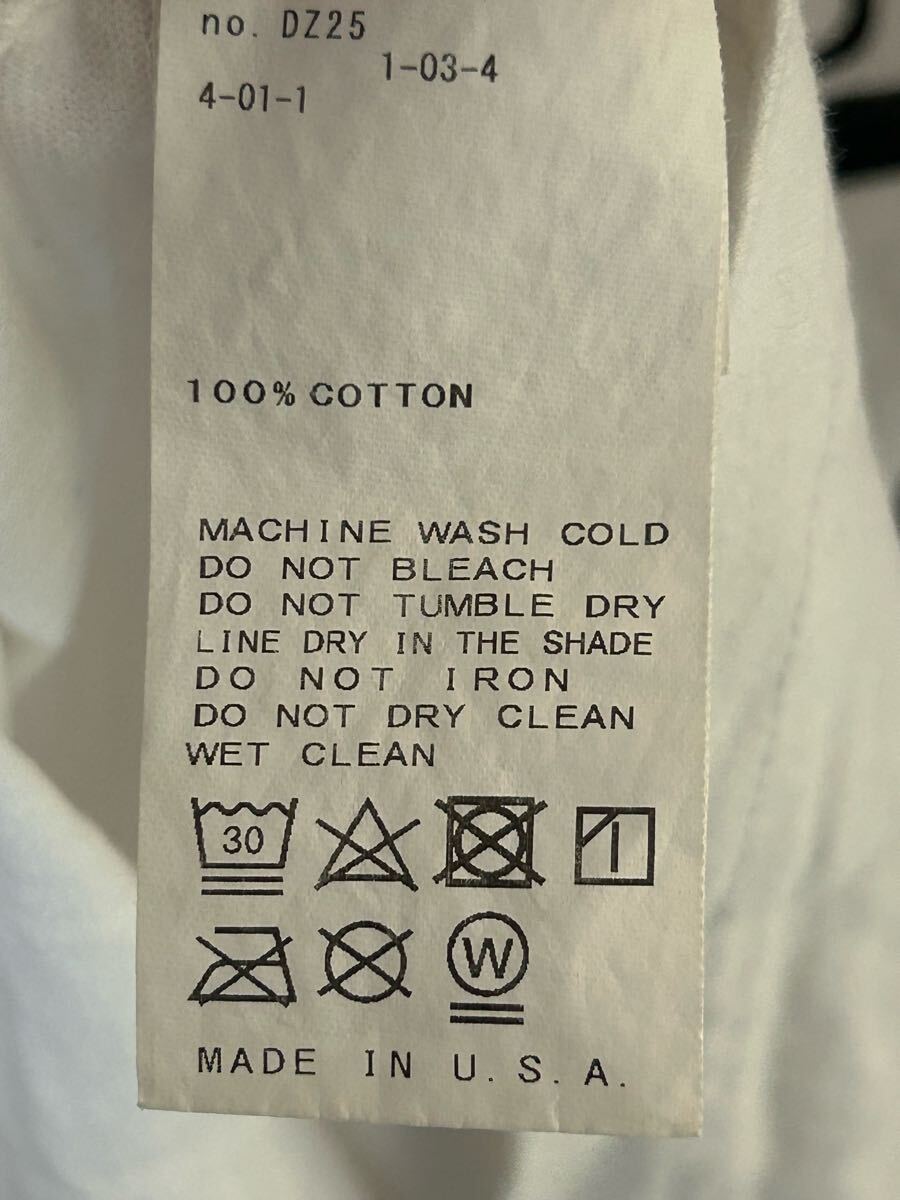 no. DZ25
1-03-4
4-01-1
100% COTTON
MACHINE WASH COLD
DO NOT BLEACH
DO NOT TUMBLE DRY
LINE DRY IN THE SHADE
DO NOT IRON
DO NOT DRY CLEAN
WET CLEAN
30
W
MADE IN U.S.A.